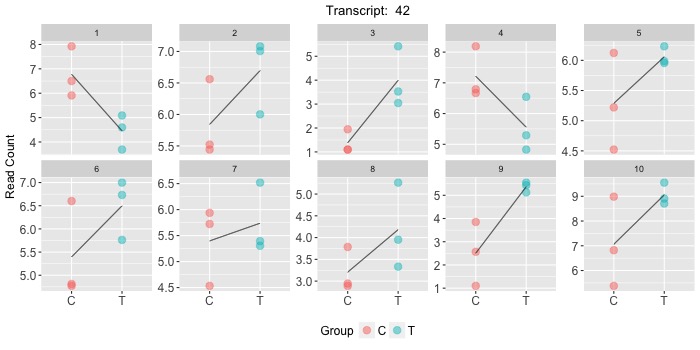 Transcript: 42
1 2 3 4 5
8 7 6 5 4
7.0 6.5 6.0 5.5
5 4 3 2 1
8 7 6 5
6.0 5.5 5.0 4.5
Read Count
6 7 8 9 10
7.0 6.5 6.0 5.5 5.0
6.5 6.0 5.5 5.0 4.5
5.0 4.5 4.0 3.5 3.0
5 4 3 2 1
9 8 7 6
C T C T C T C T C T
Group C T